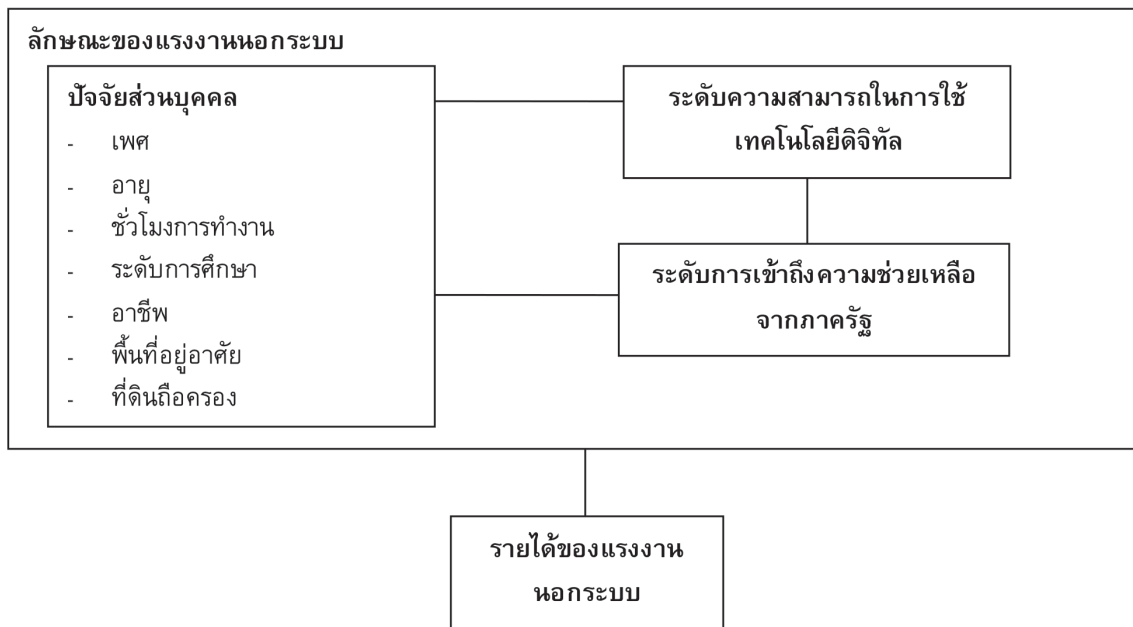 ลักษณะของแรงงานนอกระบบ
ปัจจัยส่วนบุคคล
- เพศ
- อายุ
- ชั่วโมงการทำงาน
- ระดับการศึกษา
- อาชีพ
- พื้นที่อยู่อาศัย
- ที่ดินถือครอง
ระดับความสามารถในการใช้
เทคโนโลยีดิจิทัล
ระดับการเข้าถึงความช่วยเหลือ
จากภาครัฐ
รายได้ของแรงงาน
นอกระบบ